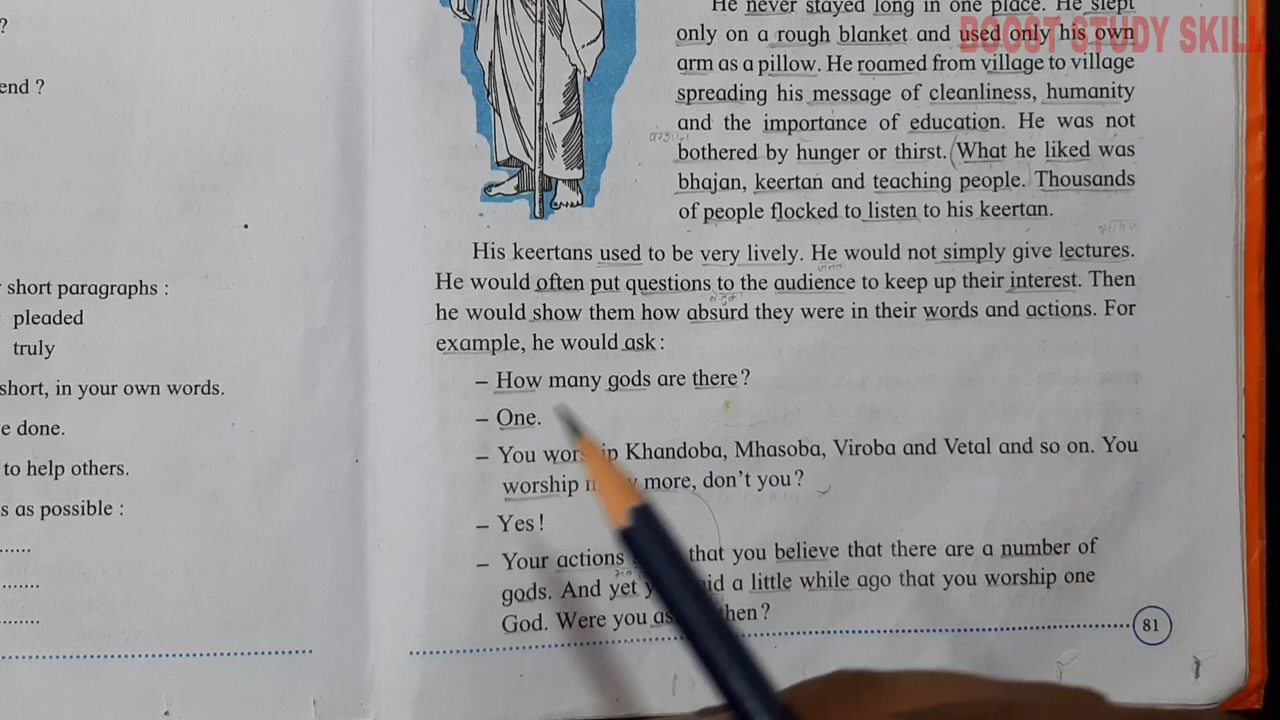 ?
end ?
short paragraphs :
pleaded
truly
short, in your own words.
e done.
to help others.
s as possible :
......
........
........
He never stayed long in one place. He slept
only on a rough blanket and used only his own
arm as a pillow. He roamed from village to village
spreading his message of cleanliness, humanity
and the importance of education. He was not
bothered by hunger or thirst. (What he liked was
bhajan, keertan and teaching people. Thousands
of people flocked to listen to his keertan.
His keertans used to be very lively. He would not simply give lectures.
He would often put questions to the audience to keep up their interest. Then
he would show them how absurd they were in their words and actions. For
example, he would ask :
– How many gods are there ?
– One.
– You Khandoba, Mhasoba, Viroba and Vetal and so on. You
worship more, don't you ?
– Yes !
– Your actions that you believe that there are a number of
gods. And yet a little while ago that you worship one
God. Were you then ?
81
BOOST STUDY SKILL